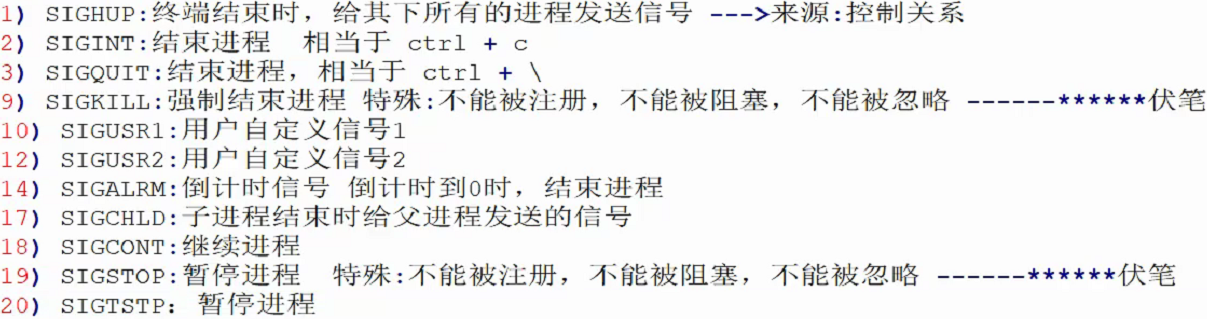 1) SIGHUP:终端结束时，给其下所有的进程发送信号 --->来源:控制关系
2) SIGINT:结束进程 相当于 ctrl + c
3) SIGQUIT:结束进程，相当于 ctrl + \
9) SIGKILL:强制结束进程 特殊:不能被注册，不能被阻塞，不能被忽略 ------******伏笔
10) SIGUSR1:用户自定义信号1
12) SIGUSR2:用户自定义信号2
14) SIGALRM:倒计时信号 倒计时到0时，结束进程
17) SIGCHLD:子进程结束时给父进程发送的信号
18) SIGCONT:继续进程
19) SIGSTOP:暂停进程 特殊:不能被注册，不能被阻塞，不能被忽略 ------******伏笔
20) SIGTSTP：暂停进程